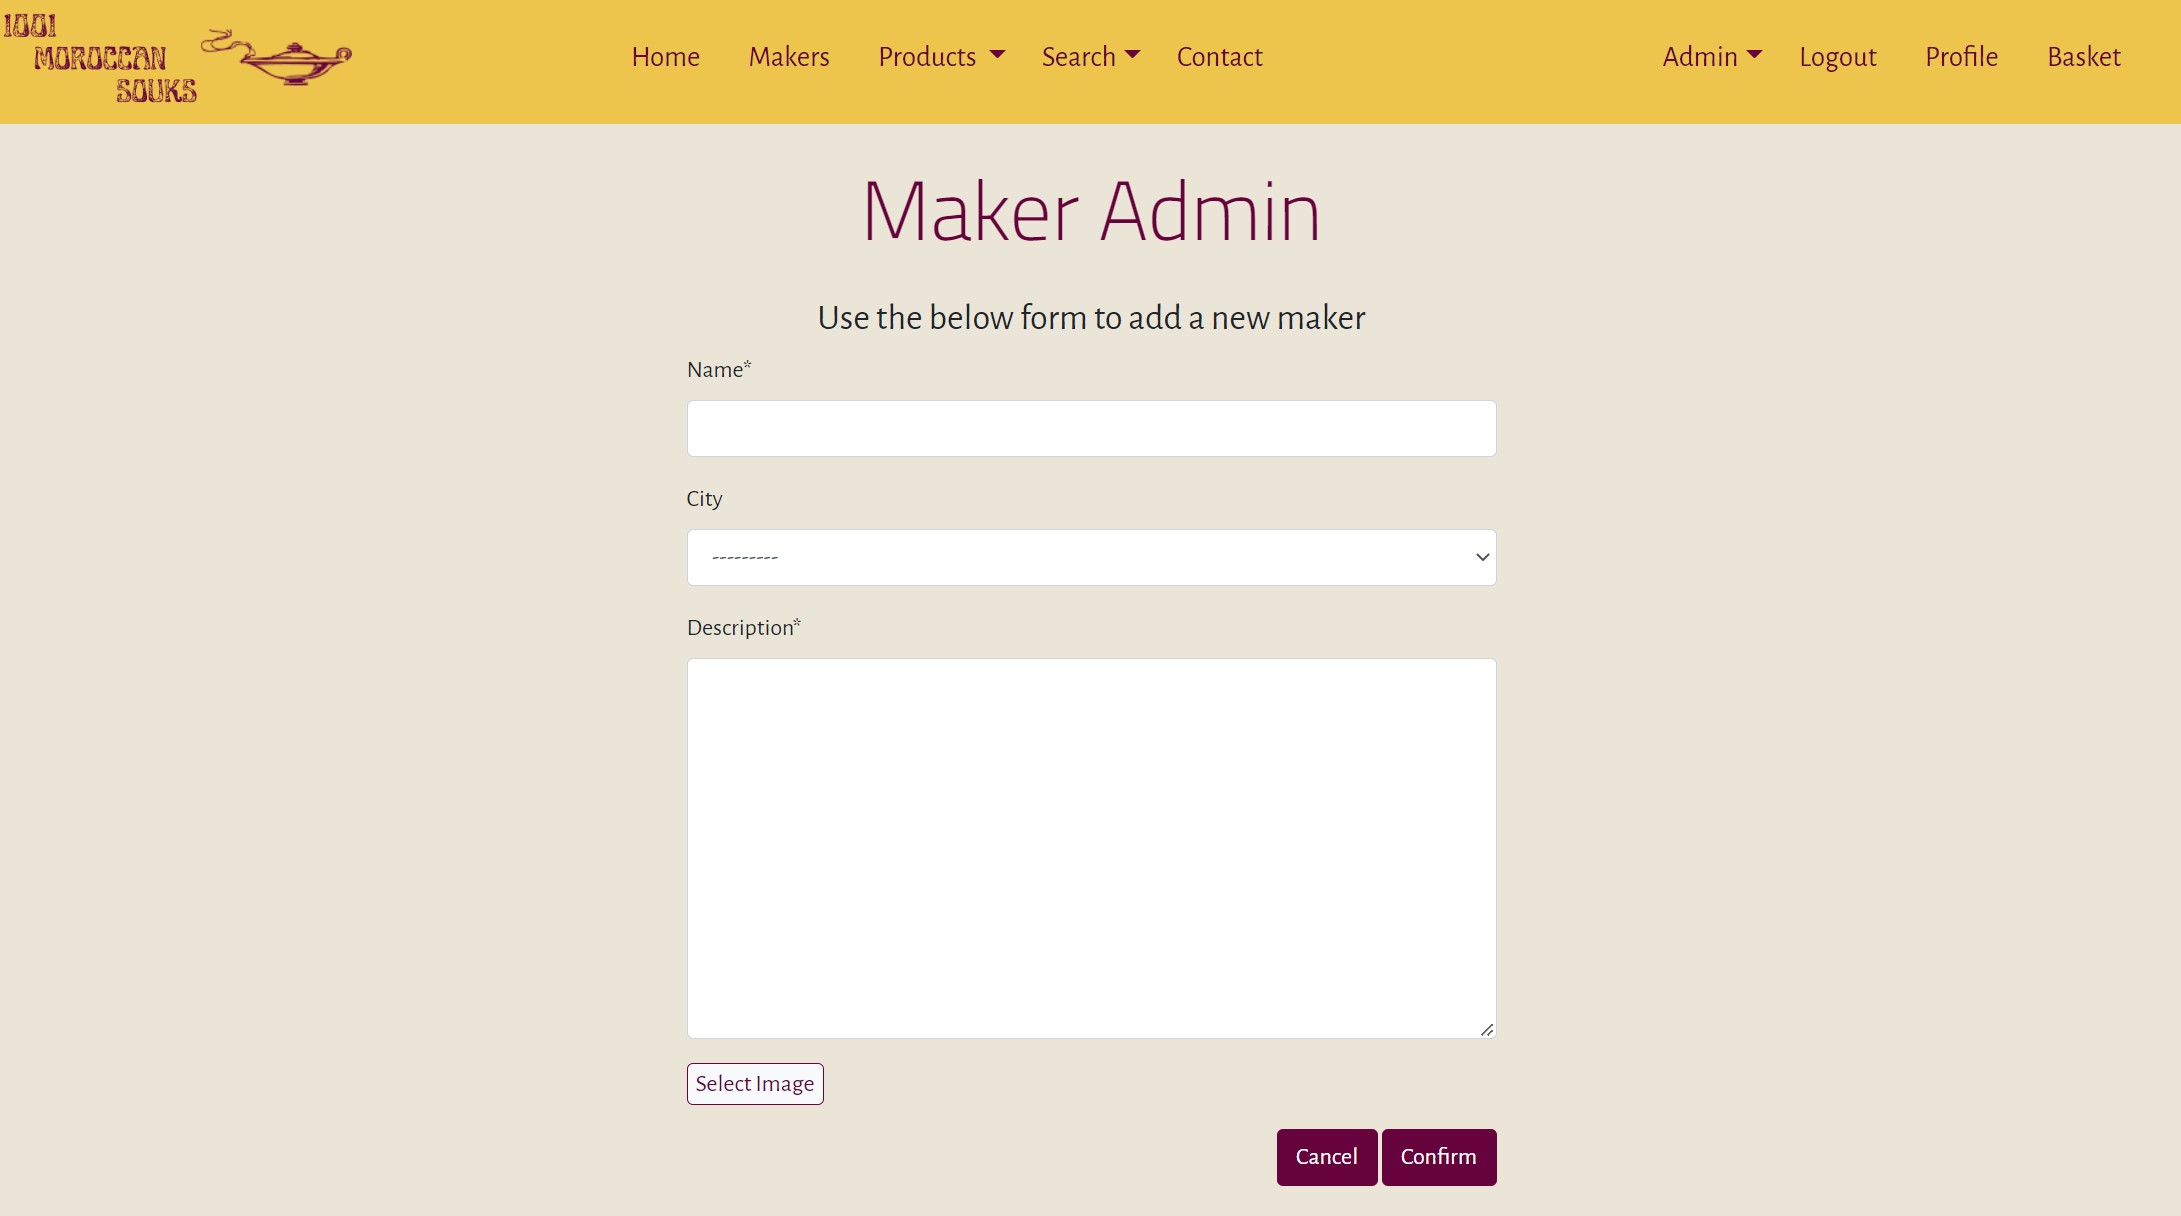 1001
MOROCCAN
SOUKS
Home Makers Products Search Contact Admin Logout Profile Basket
Maker Admin
Use the below form to add a new maker
Name*
City
---------
Description*
Select Image
Cancel Confirm